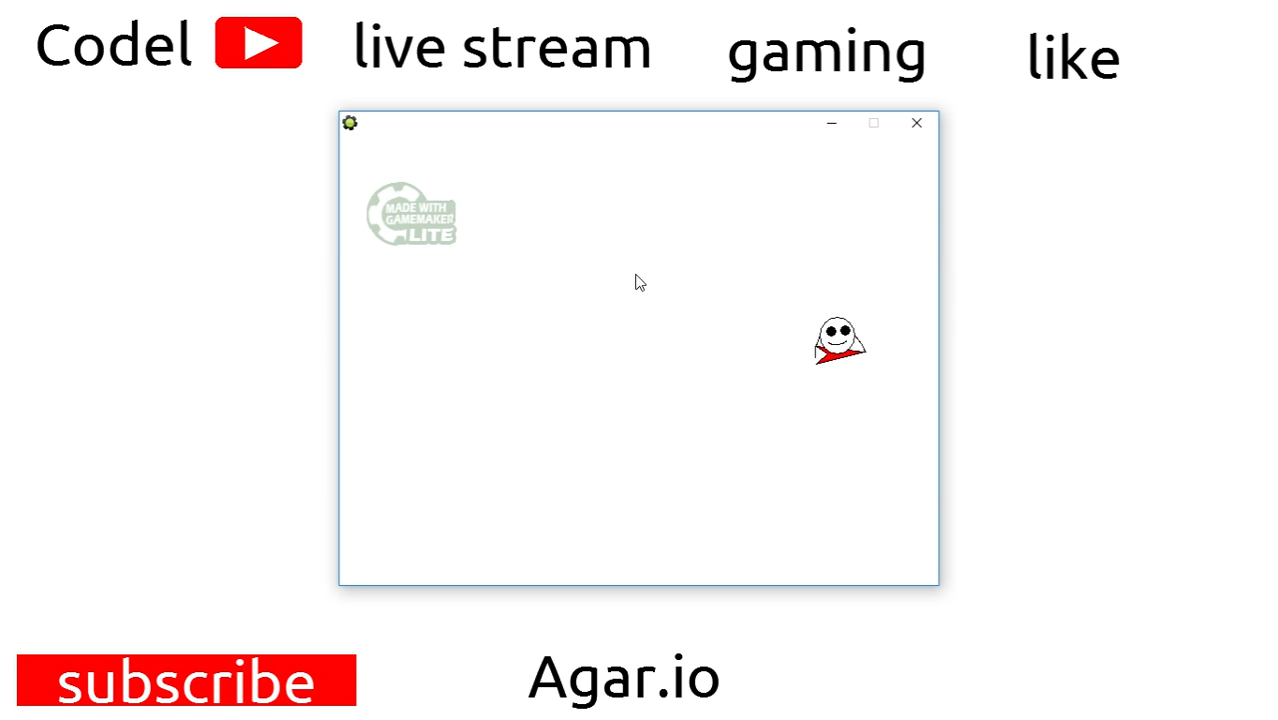 Codel live stream gaming like
MADE WITH
GAMEMAKER
LITE
subscribe Agar.io